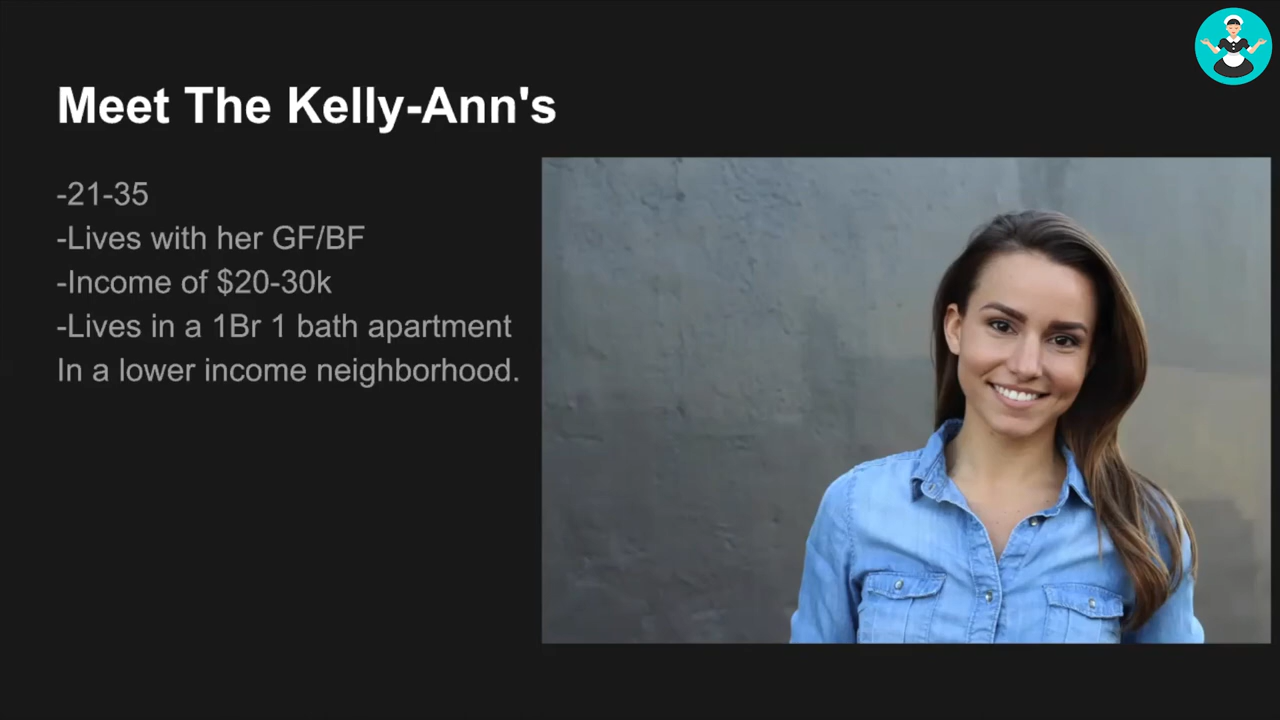 Meet The Kelly-Ann's
-21-35
-Lives with her GF/BF
-Income of $20-30k
-Lives in a 1Br 1 bath apartment
In a lower income neighborhood.